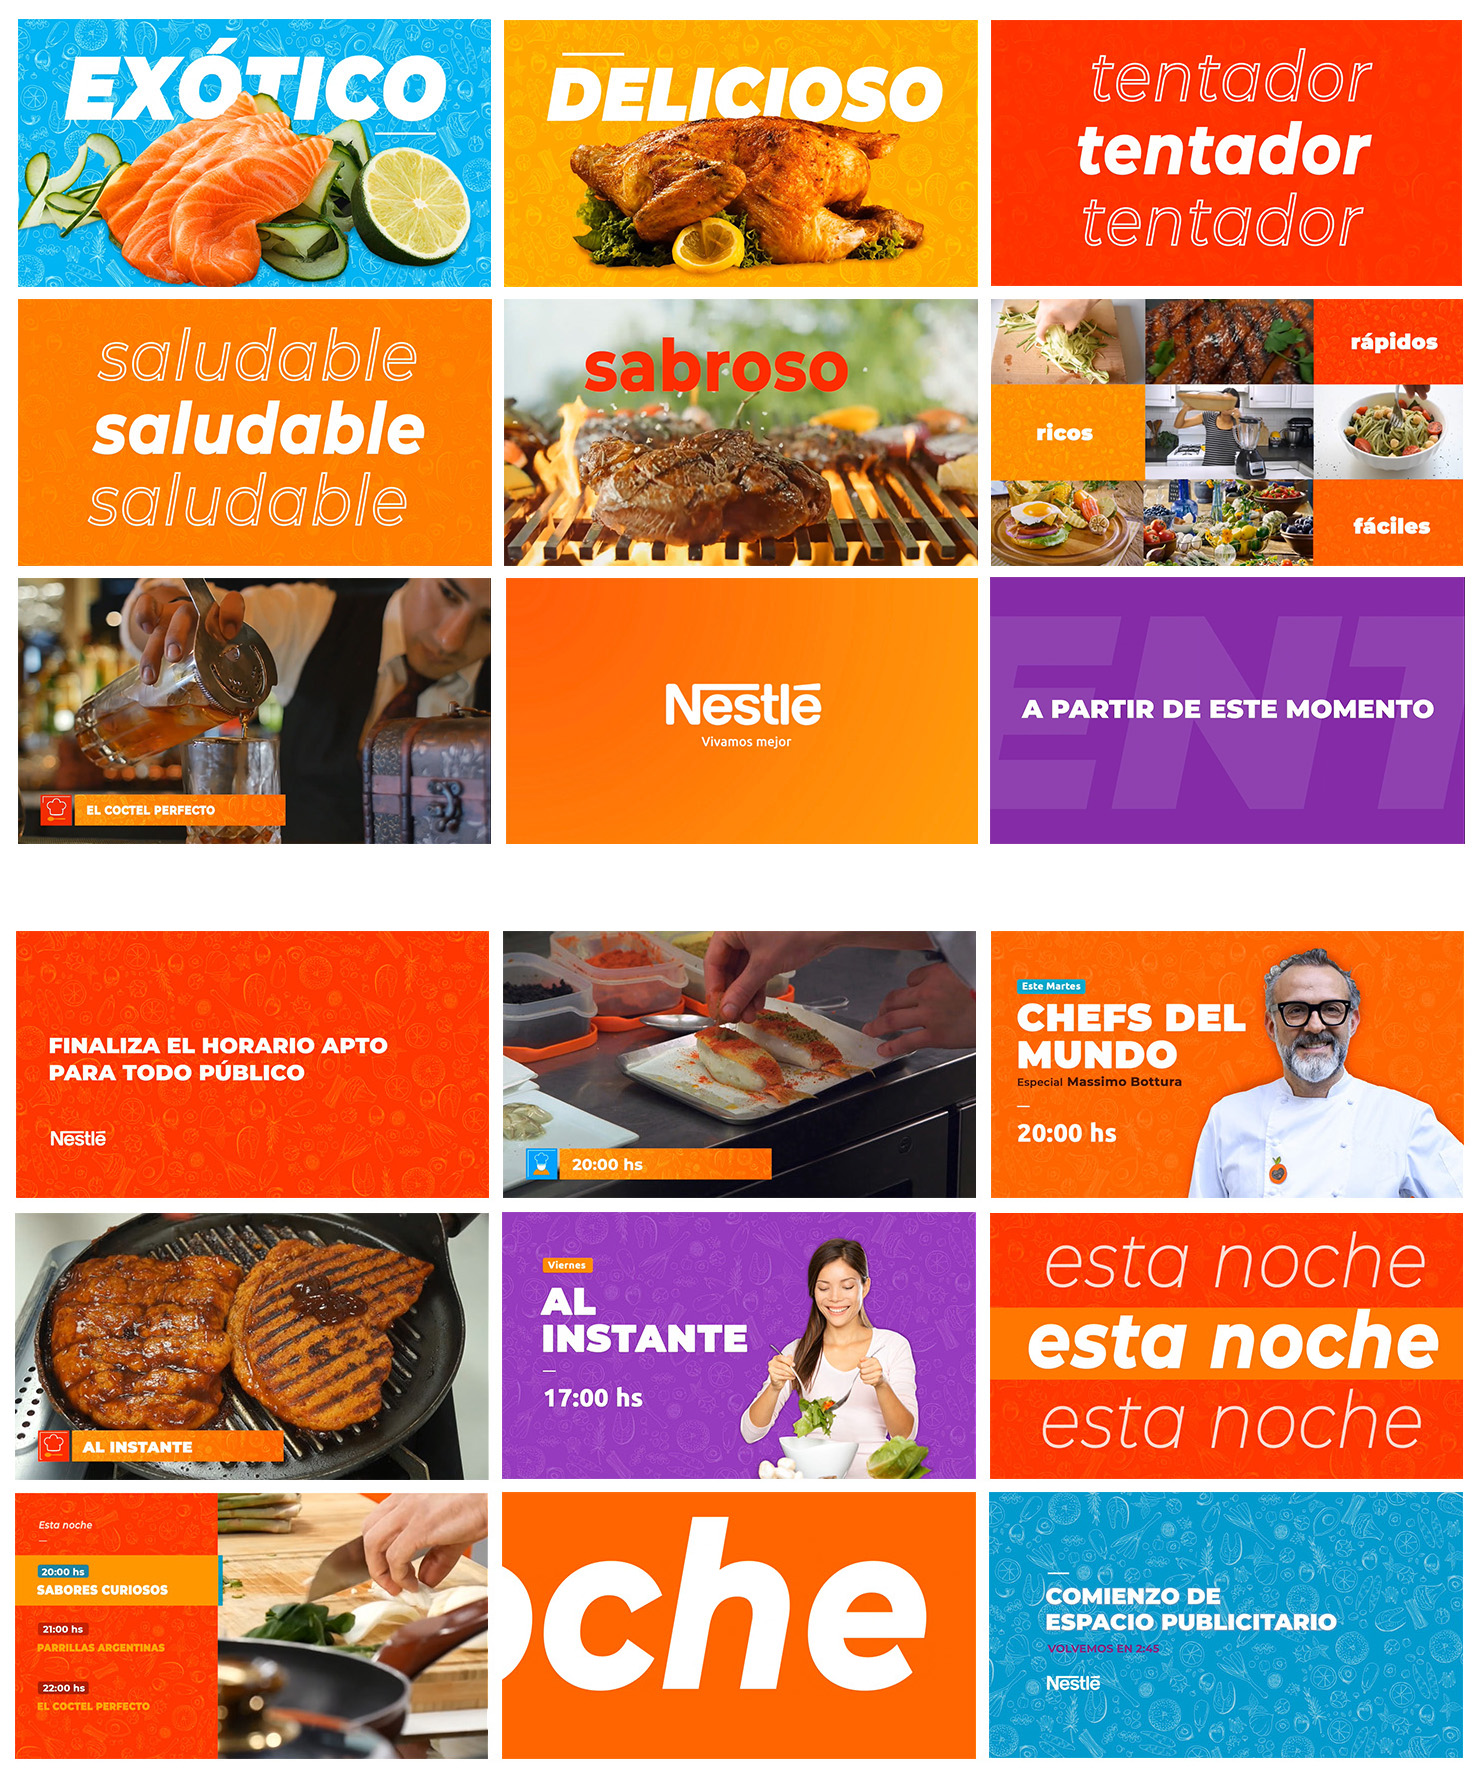 EXÓTICO
DELICIOSO
tentador
tentador
tentador
saludable
saludable
saludable
sabroso
rápidos
ricos
fáciles
EL COCTEL PERFECTO
Nestlé
Vivamos mejor
ENT
A PARTIR DE ESTE MOMENTO
FINALIZA EL HORARIO APTO
PARA TODO PÚBLICO
Nestlé
20:00 hs
Este Martes
CHEFS DEL
MUNDO
Especial Massimo Bottura
20:00 hs
AL INSTANTE
Viernes
AL
INSTANTE
17:00 hs
esta noche
esta noche
esta noche
Esta noche
20:00 hs
SABORES CURIOSOS
21:00 hs
PARRILLAS ARGENTINAS
22:00 hs
EL COCTEL PERFECTO
oche
COMIENZO DE
ESPACIO PUBLICITARIO
VOLVEMOS EN 2:45
Nestlé